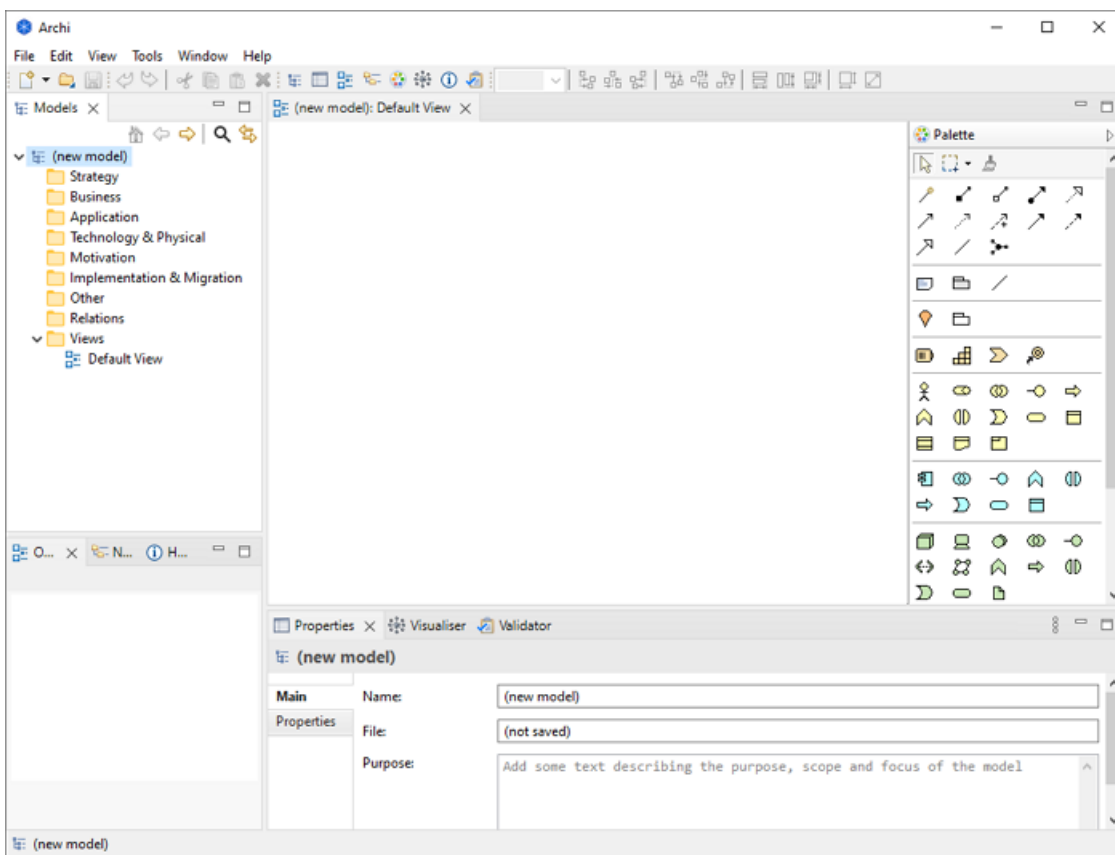 Archi
File Edit View Tools Window Help
Models
(new model): Default View
Palette
(new model)
Strategy
Business
Application
Technology & Physical
Motivation
Implementation & Migration
Other
Relations
Views
Default View
O... N... H...
Properties Visualiser Validator
(new model)
Main Name: (new model)
Properties File: (not saved)
Purpose: Add some text describing the purpose, scope and focus of the model
(new model)